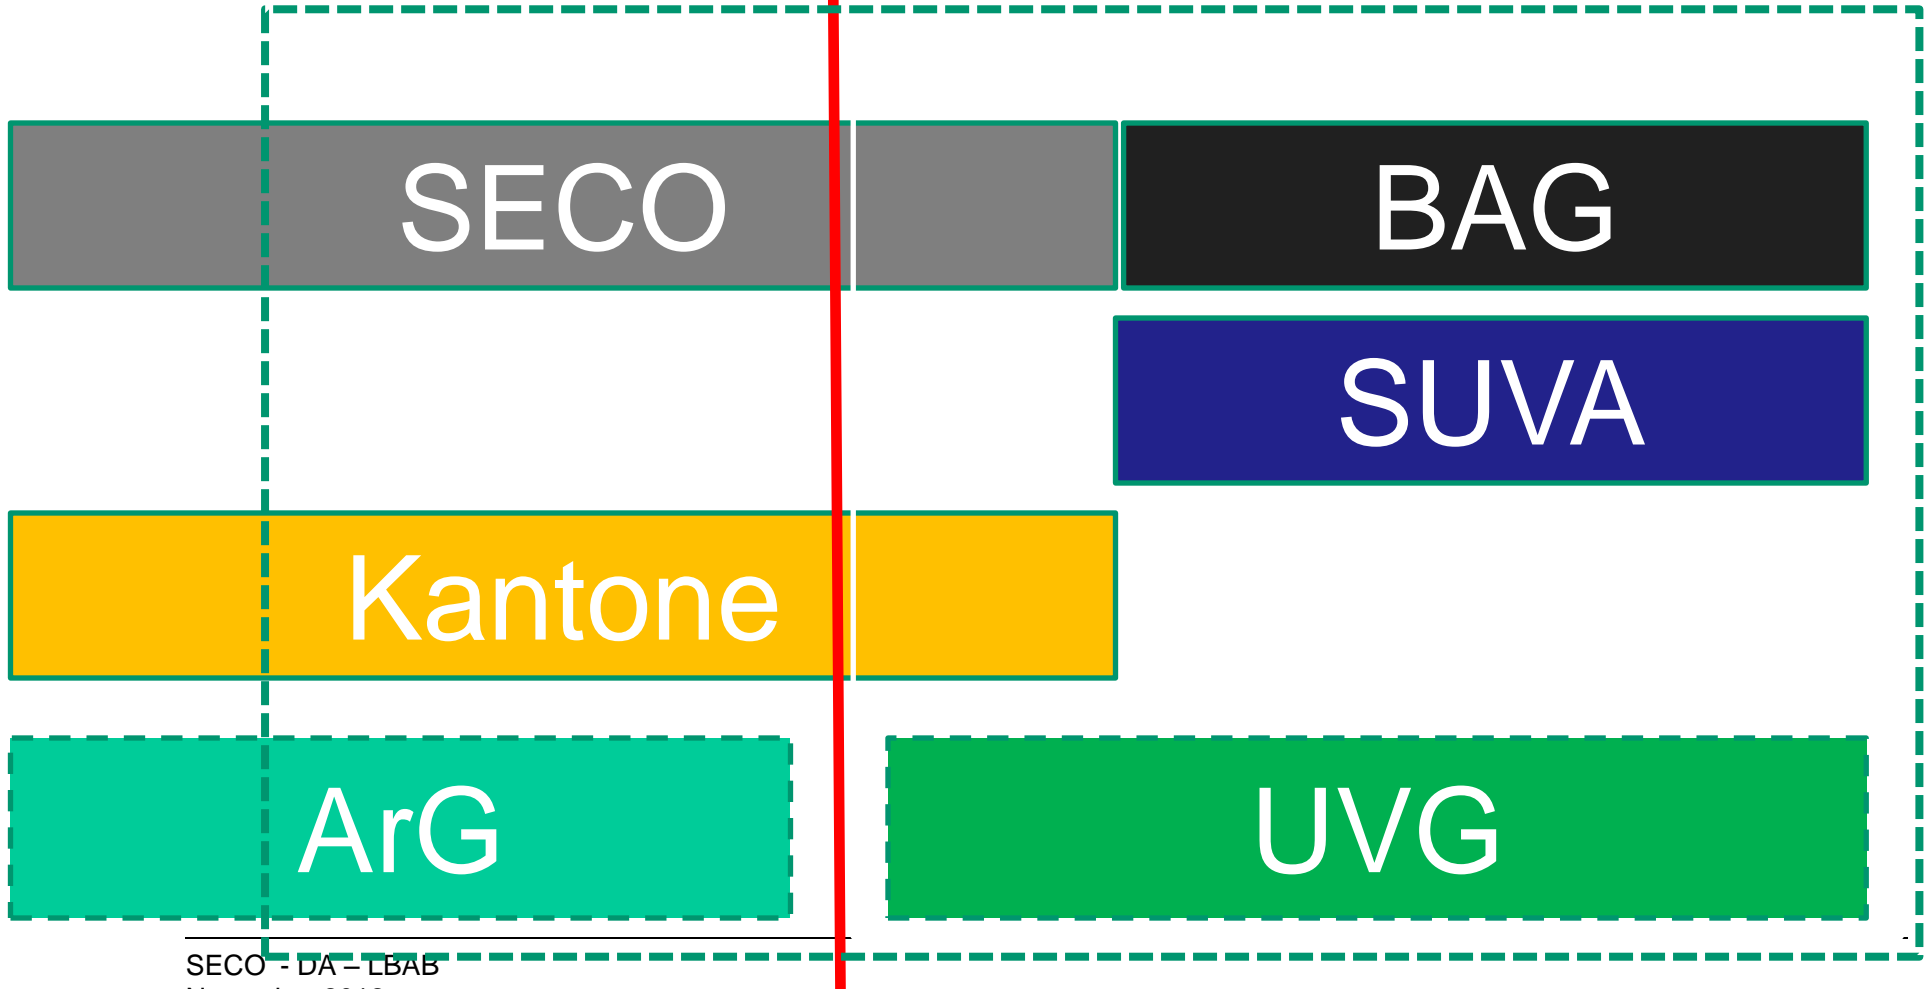 SECO BAG
SUVA
Kantone
ArG UVG
SECO - DA – LBAB